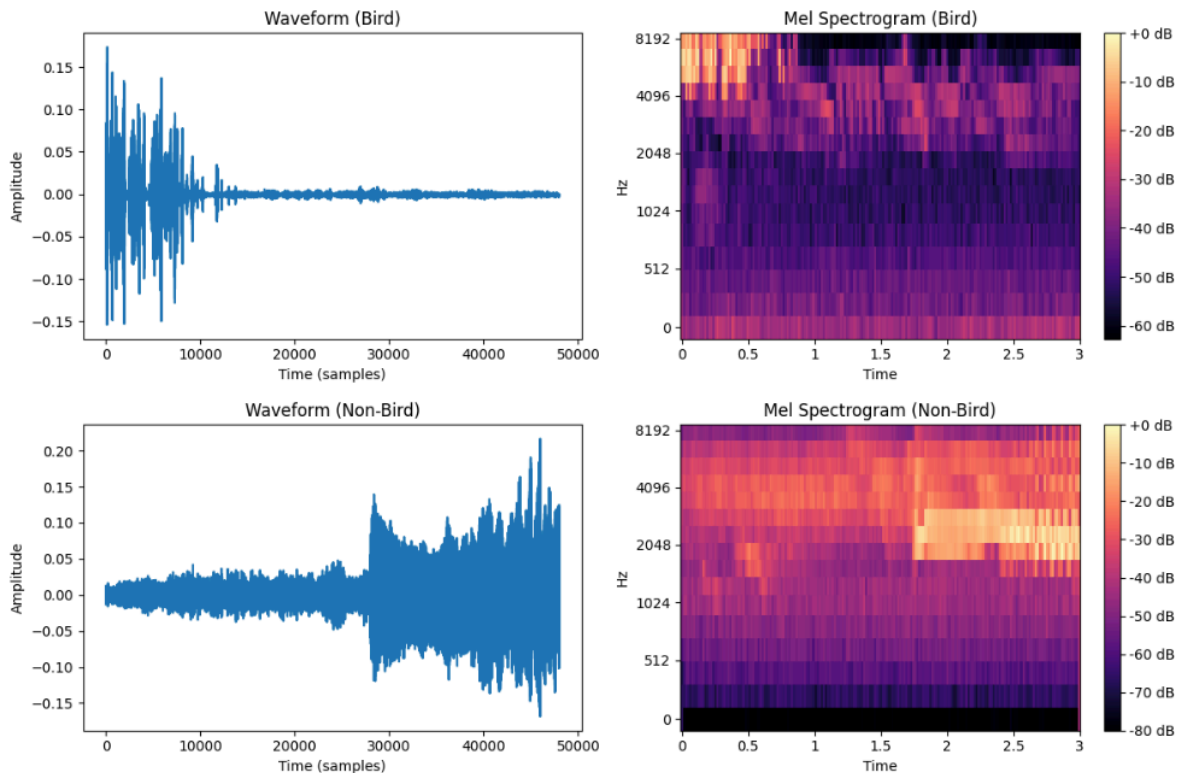 Waveform (Bird)
0.15
0.10
0.05
0.00
−0.05
−0.10
−0.15
Amplitude
0 10000 20000 30000 40000 50000
Time (samples)
Mel Spectrogram (Bird)
8192
4096
2048
1024
512
0
Hz
0 0.5 1 1.5 2 2.5 3
Time
+0 dB
-10 dB
-20 dB
-30 dB
-40 dB
-50 dB
-60 dB
Waveform (Non-Bird)
0.20
0.15
0.10
0.05
0.00
−0.05
−0.10
−0.15
Amplitude
0 10000 20000 30000 40000 50000
Time (samples)
Mel Spectrogram (Non-Bird)
8192
4096
2048
1024
512
0
Hz
0 0.5 1 1.5 2 2.5 3
Time
+0 dB
-10 dB
-20 dB
-30 dB
-40 dB
-50 dB
-60 dB
-70 dB
-80 dB